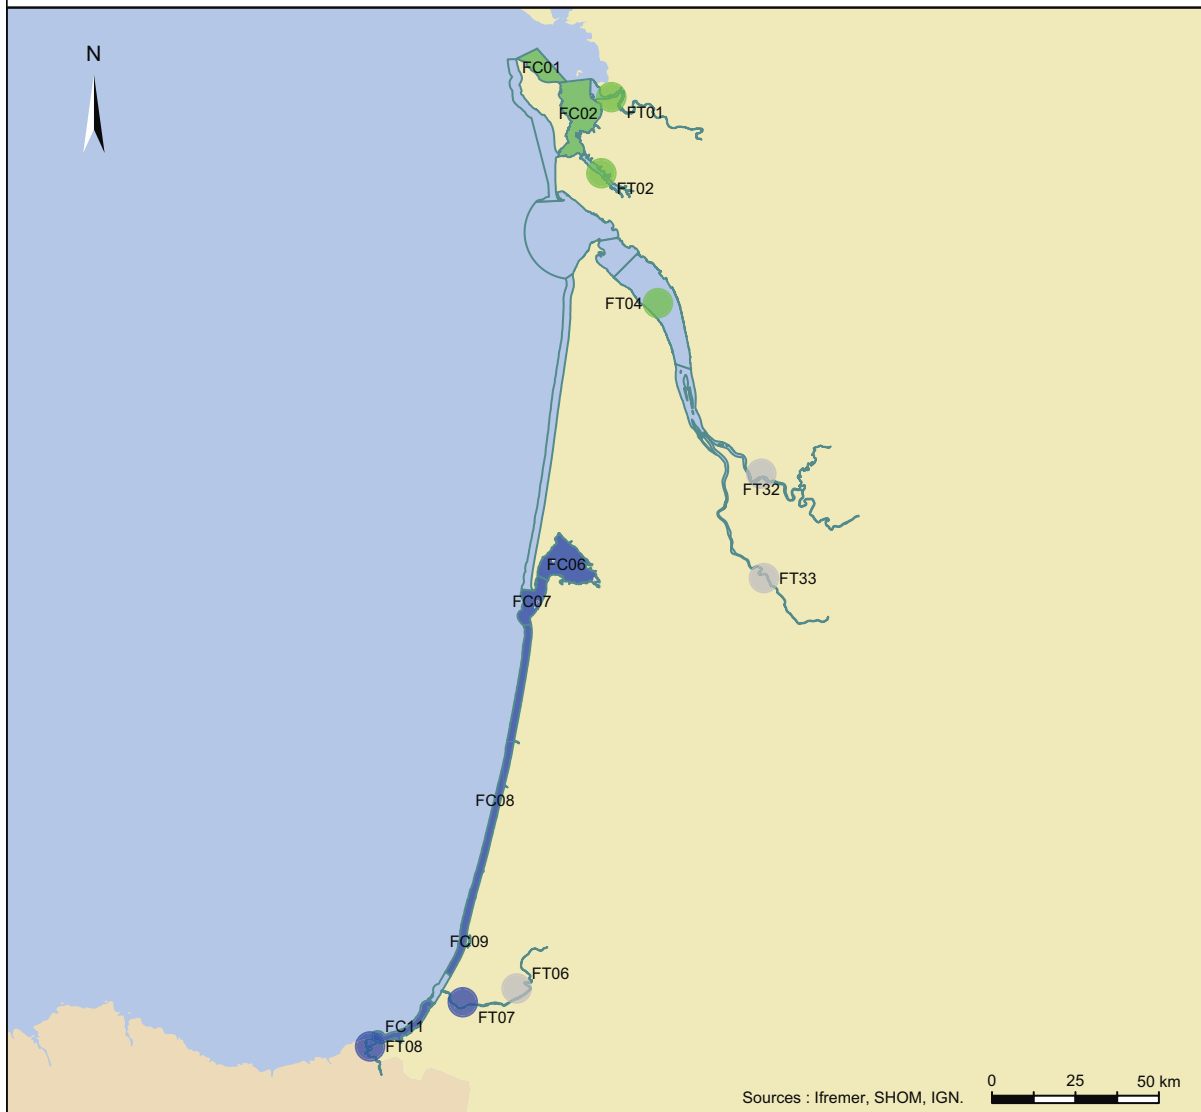 N
FC01
FC02
FT01
FT02
FT04
FT32
FC06
FT33
FC07
FC08
FC09
FT06
FT07
FC11
FT08
0 25 50 km
Sources : Ifremer, SHOM, IGN.